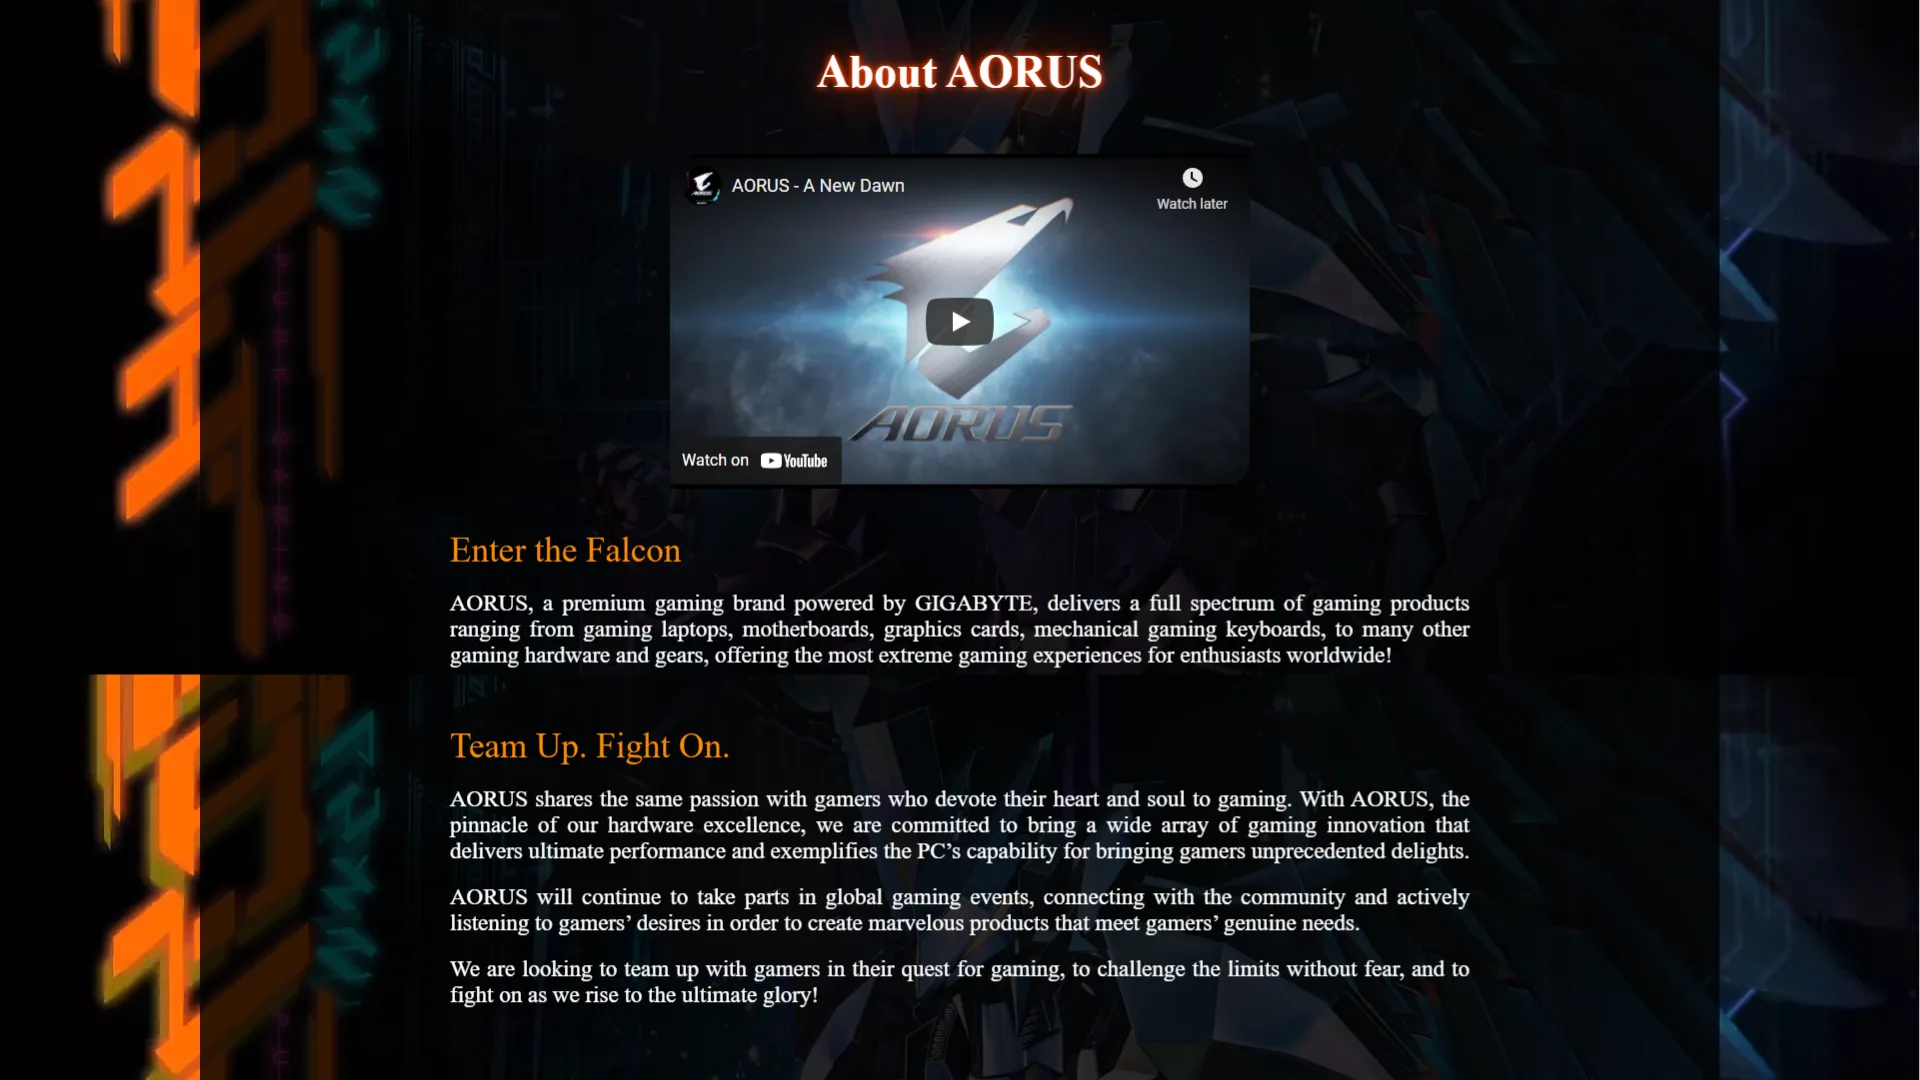 About AORUS
AORUS - A New Dawn
Watch later
AORUS
Watch on YouTube
Enter the Falcon
AORUS, a premium gaming brand powered by GIGABYTE, delivers a full spectrum of gaming products
ranging from gaming laptops, motherboards, graphics cards, mechanical gaming keyboards, to many other
gaming hardware and gears, offering the most extreme gaming experiences for enthusiasts worldwide!
Team Up. Fight On.
AORUS shares the same passion with gamers who devote their heart and soul to gaming. With AORUS, the
pinnacle of our hardware excellence, we are committed to bring a wide array of gaming innovation that
delivers ultimate performance and exemplifies the PC’s capability for bringing gamers unprecedented delights.
AORUS will continue to take parts in global gaming events, connecting with the community and actively
listening to gamers’ desires in order to create marvelous products that meet gamers’ genuine needs.
We are looking to team up with gamers in their quest for gaming, to challenge the limits without fear, and to
fight on as we rise to the ultimate glory!